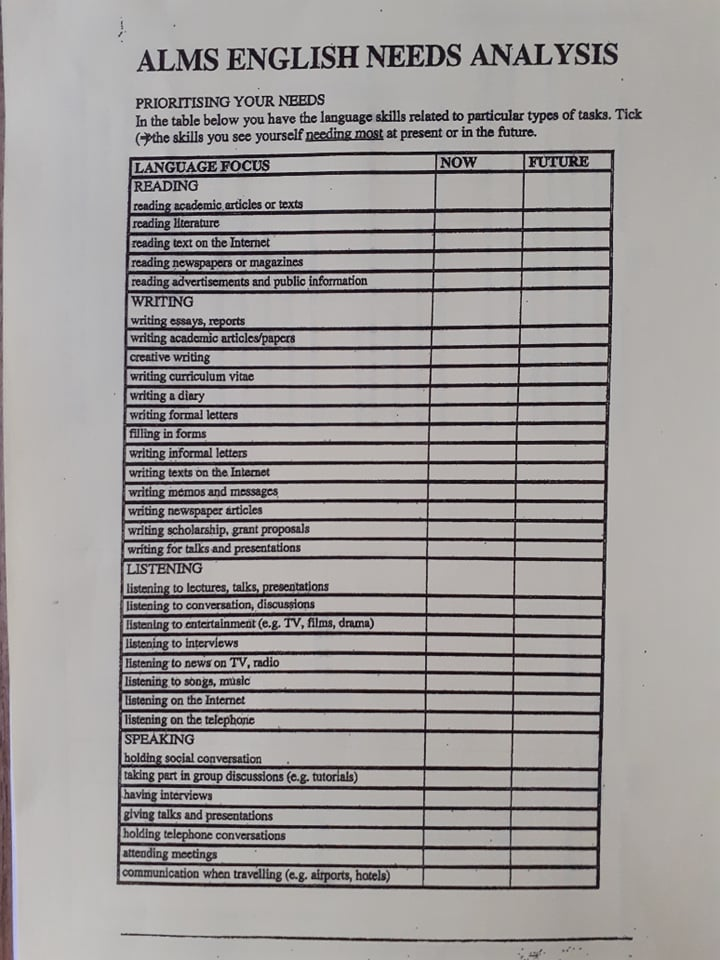 ALMS ENGLISH NEEDS ANALYSIS
PRIORITISING YOUR NEEDS
In the table below you have the language skills related to particular types of tasks. Tick
(→the skills you see yourself needing most at present or in the future.
LANGUAGE FOCUS NOW FUTURE
READING
reading academic articles or texts
reading literature
reading text on the Internet
reading newspapers or magazines
reading advertisements and public information
WRITING
writing essays, reports
writing academic articles/papers
creative writing
writing curriculum vitae
writing a diary
writing formal letters
filling in forms
writing informal letters
writing texts on the Internet
writing memos and messages
writing newspaper articles
writing scholarship, grant proposals
writing for talks and presentations
LISTENING
listening to lectures, talks, presentations
listening to conversation, discussions
listening to entertainment (e.g. TV, films, drama)
listening to interviews
listening to news on TV, radio
listening to songs, music
listening on the Internet
listening on the telephone
SPEAKING
holding social conversation
taking part in group discussions (e.g. tutorials)
having interviews
giving talks and presentations
holding telephone conversations
attending meetings
communication when travelling (e.g. airports, hotels)